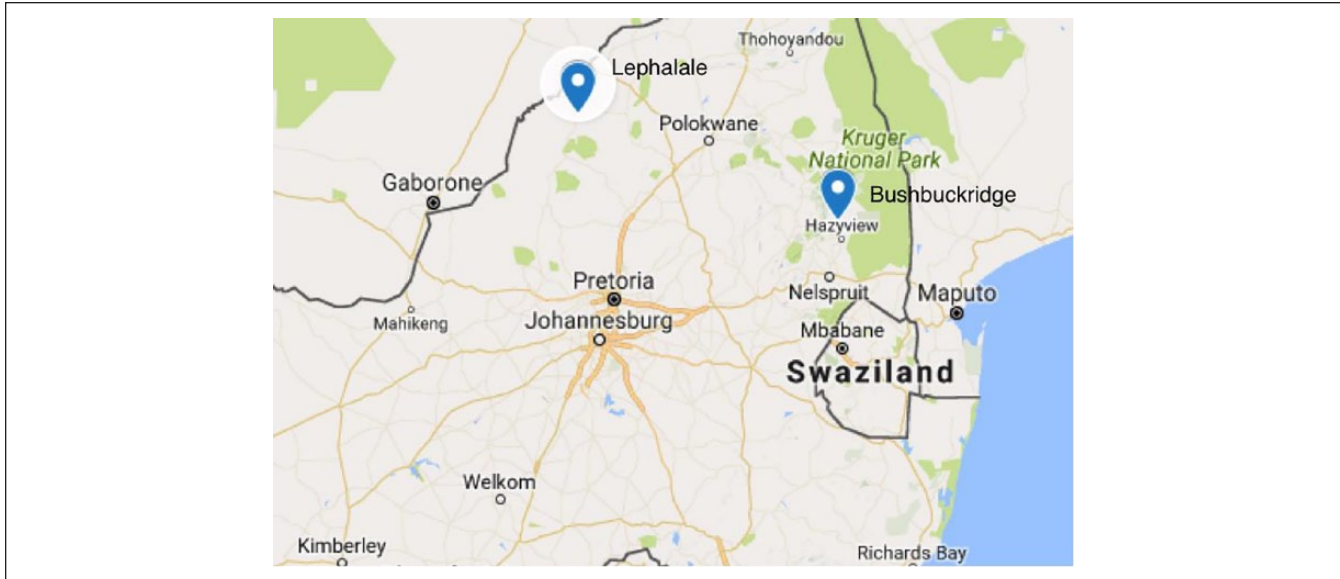 Thohoyandou
Lephalale
Polokwane
Kruger
National Park
Gaborone
Bushbuckridge
Hazyview
Pretoria
Nelspruit
Maputo
Mahikeng
Johannesburg
Mbabane
Swaziland
Welkom
Kimberley
Richards Bay